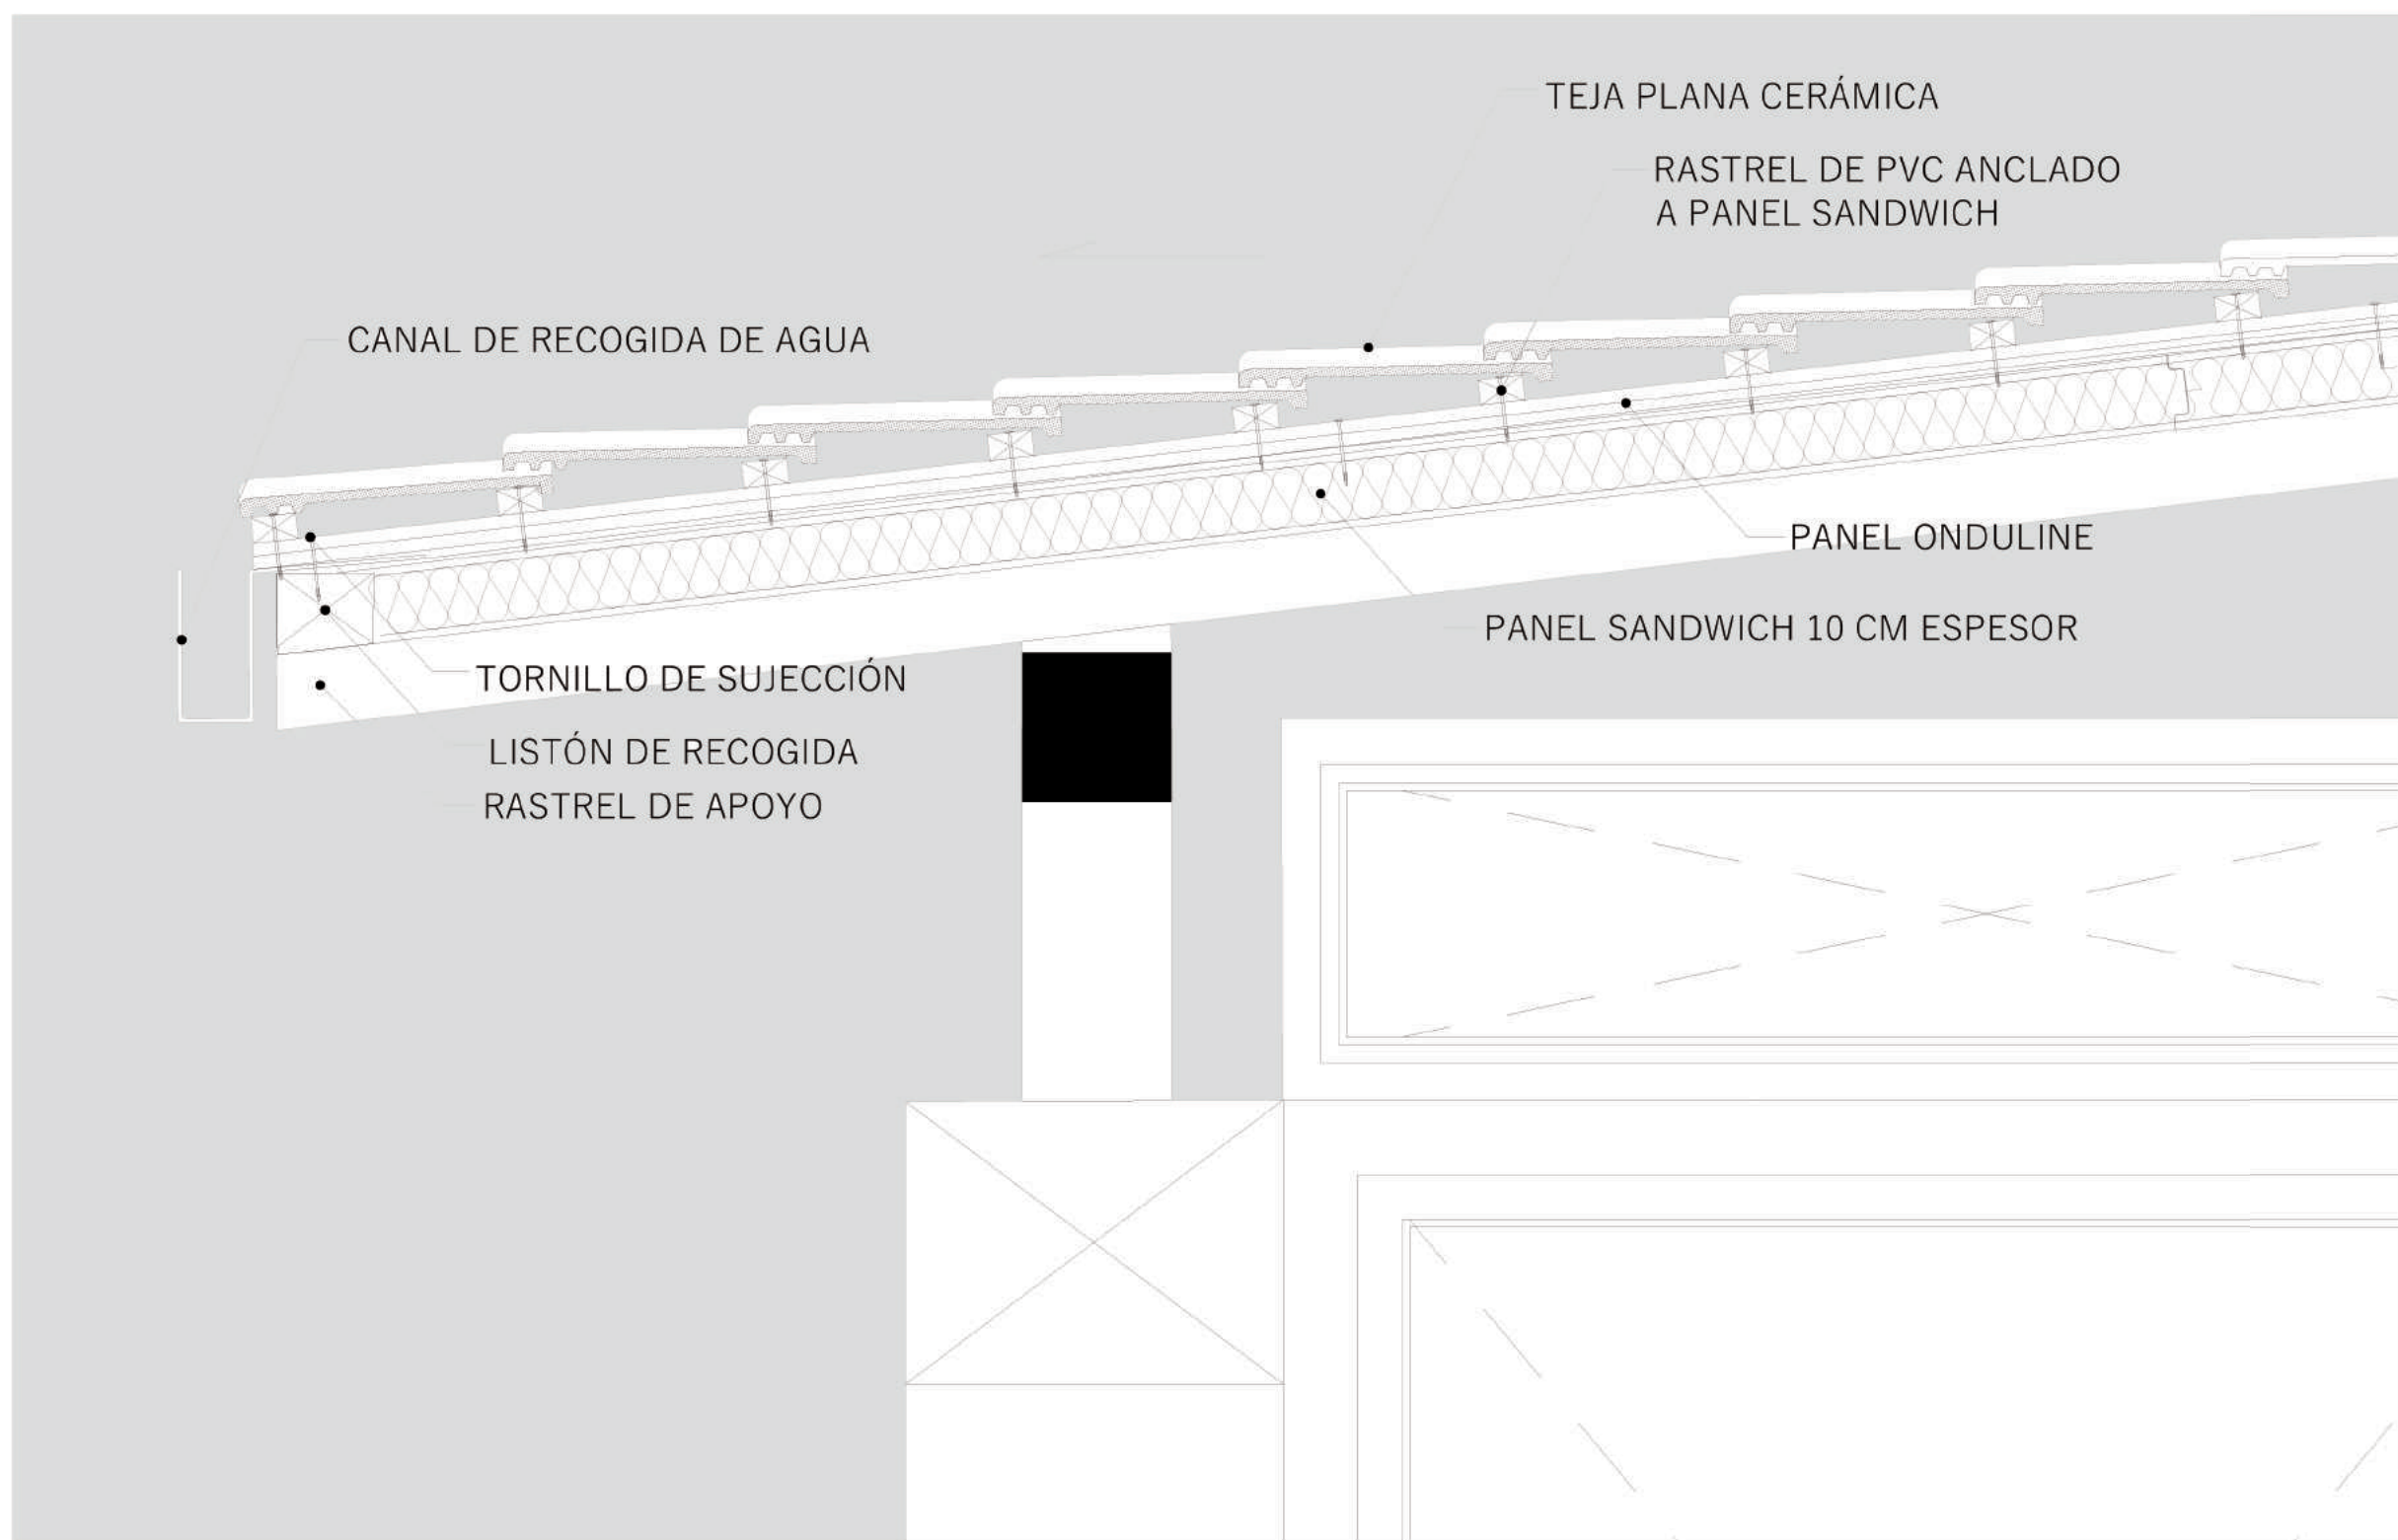 TEJA PLANA CERÁMICA
RASTREL DE PVC ANCLADO
A PANEL SANDWICH
CANAL DE RECOGIDA DE AGUA
PANEL ONDULINE
PANEL SANDWICH 10 CM ESPESOR
TORNILLO DE SUJECCIÓN
LISTÓN DE RECOGIDA
RASTREL DE APOYO